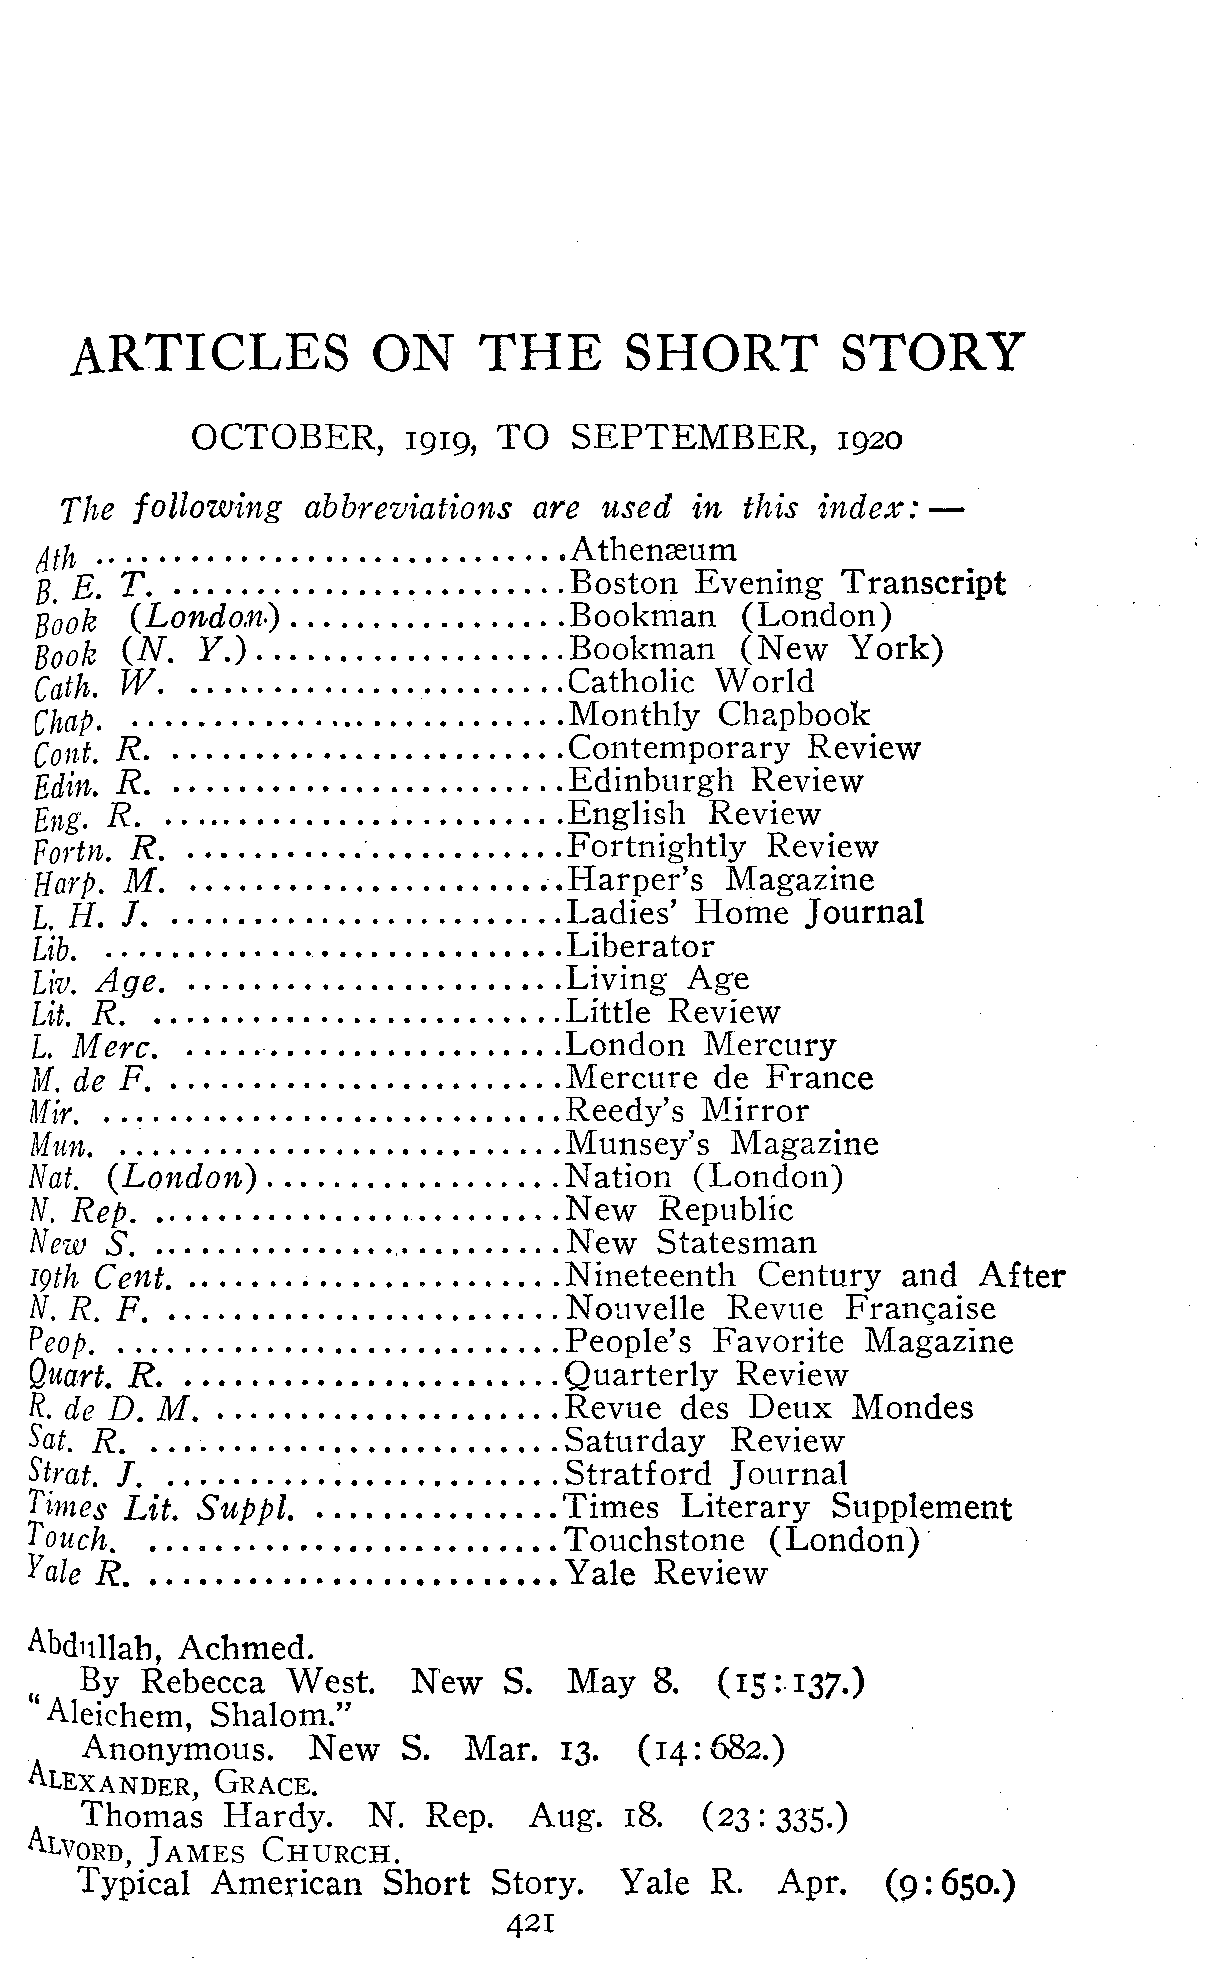 ARTICLES ON THE SHORT STORY
OCTOBER, 1919, TO SEPTEMBER, 1920
The following abbreviations are used in this index: —
Ath ............................Athenæum
B. E. T. ........................Boston Evening Transcript
Book (London).................Bookman (London)
Book (N. Y.)...................Bookman (New York)
Cath. W. .......................Catholic World
Chap. ...........................Monthly Chapbook
Cont. R. ........................Contemporary Review
Edin. R. ........................Edinburgh Review
Eng. R. .........................English Review
Fortn. R. .......................Fortnightly Review
Harp. M. .......................Harper's Magazine
L. H. J. ........................Ladies' Home Journal
Lib. ............................Liberator
Liv. Age. .......................Living Age
Lit. R. .........................Little Review
L. Merc. .......................London Mercury
M. de F. ........................Mercure de France
Mir. ............................Reedy's Mirror
Mun. ...........................Munsey's Magazine
Nat. (London)..................Nation (London)
N. Rep. .........................New Republic
New S. .........................New Statesman
19th Cent. .......................Nineteenth Century and After
N. R. F. ........................Nouvelle Revue Française
Peop. ...........................People's Favorite Magazine
Quart. R. .......................Quarterly Review
R. de D. M. .....................Revue des Deux Mondes
Sat. R. .........................Saturday Review
Strat. J. ........................Stratford Journal
Times Lit. Suppl. ...............Times Literary Supplement
Touch. .........................Touchstone (London)
Yale R. .........................Yale Review
Abdullah, Achmed.
By Rebecca West. New S. May 8. (15:137.)
"Aleichem, Shalom."
Anonymous. New S. Mar. 13. (14:682.)
ALEXANDER, GRACE.
Thomas Hardy. N. Rep. Aug. 18. (23:335.)
ALVORD, JAMES CHURCH.
Typical American Short Story. Yale R. Apr. (9:650.)
421